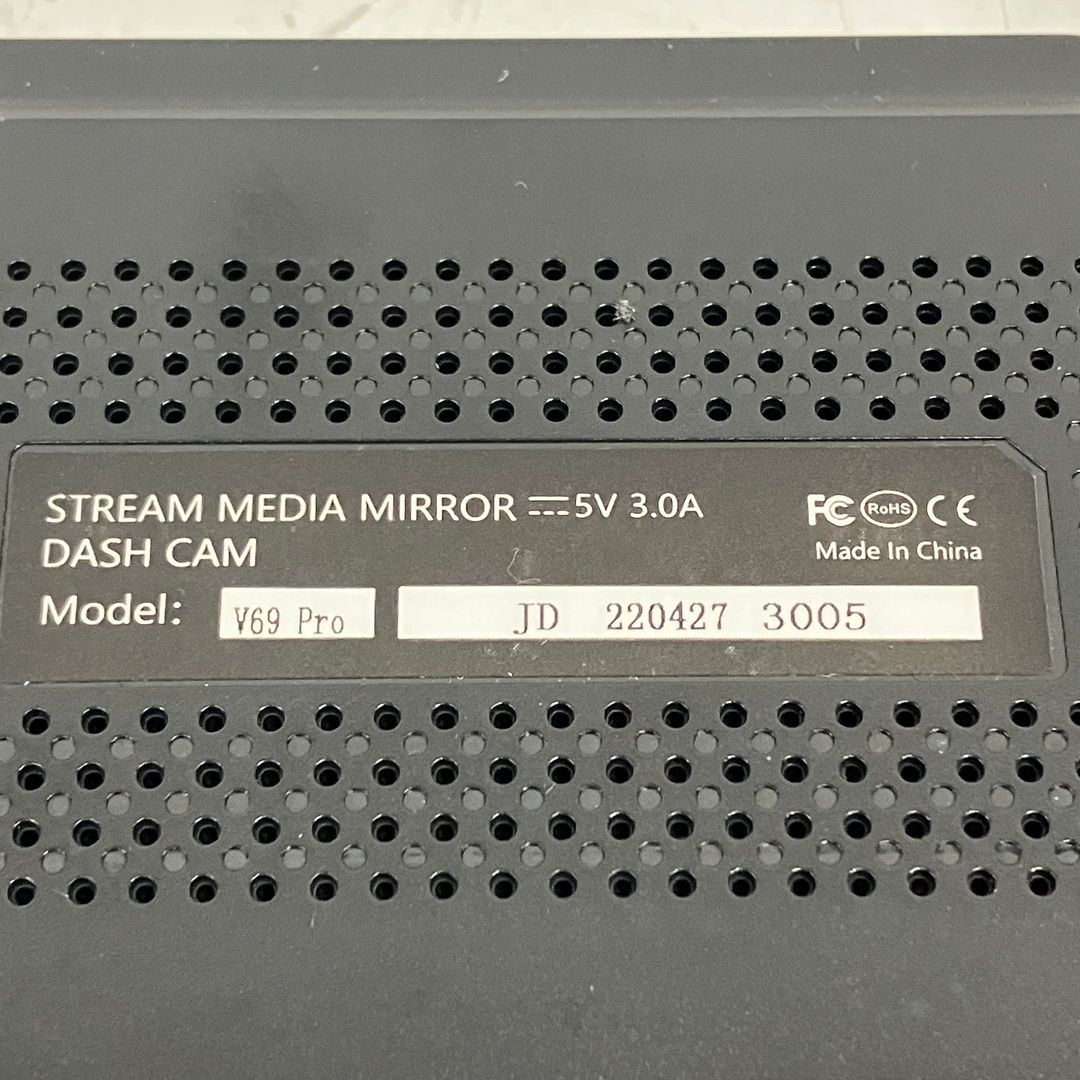 STREAM MEDIA MIRROR ⎓5V 3.0A
DASH CAM
FC RoHS CE
Made In China
Model: V69 Pro JD 220427 3005